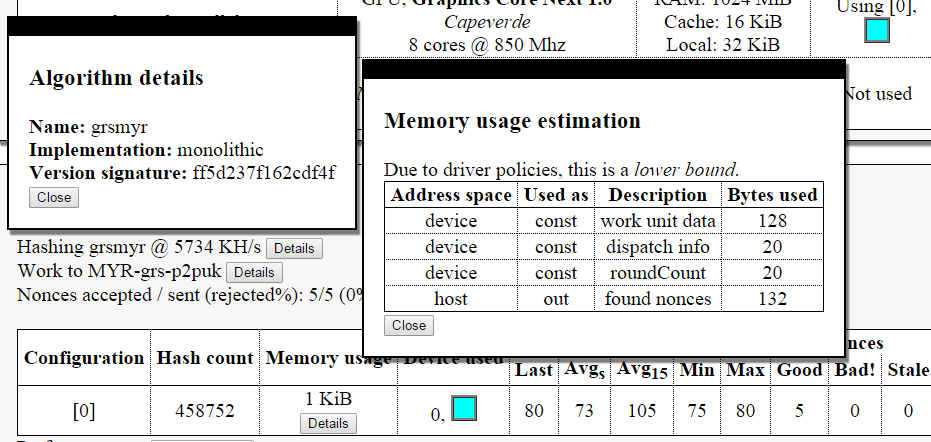 GPU, Graphics Core Next 1.0
Capeverde
8 cores @ 850 Mhz
RAM: 1024 MiB
Cache: 16 KiB
Local: 32 KiB
Using [0],
Not used
Algorithm details
Name: grsmyr
Implementation: monolithic
Version signature: ff5d237f162cdf4f
Close
Memory usage estimation
Due to driver policies, this is a lower bound.
Address space Used as Description Bytes used
device const work unit data 128
device const dispatch info 20
device const roundCount 20
host out found nonces 132
Close
Hashing grsmyr @ 5734 KH/s Details
Work to MYR-grs-p2puk Details
Nonces accepted / sent (rejected%): 5/5 (0%
Configuration Hash count Memory usage Device used nces
Last Avgs Avg15 Min Max Good Bad! Stale
[0] 458752 1 KiB Details 0, 80 73 105 75 80 5 0 0